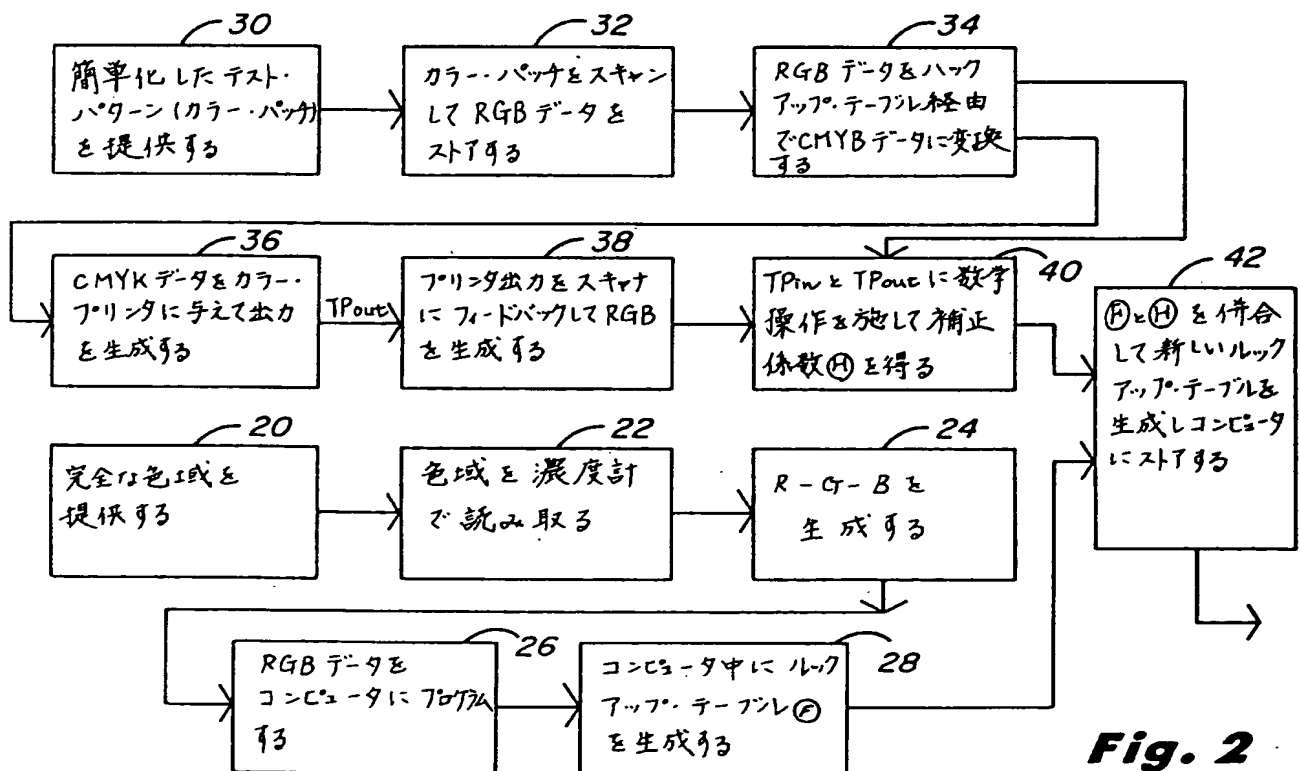 30
簡単化したテスト・
パターン(カラー・パッチ)
を提供する
32
カラー・パッチをスキャン
して RGBデータを
ストアする
34
RGB データをハック
アップ・テーブル経由
でCMYBデータに変換
する
36
CMYK データをカラー・
プリンタに与えて出力
を生成する
TPout
38
プリンタ出力をスキャナ
にフィードバックしてRGB
を生成する
40
TPinとTPoutに数学
操作を施して補正
係数Ⓗを得る
42
ⒻとⒽを併合
して新しいルック
アップ・テーブルを
生成しコンピュータ
にストアする
20
完全な色域を
提供する
22
色域を濃度計
で読み取る
24
R-G-Bを
生成する
26
RGBデータを
コンピュータにプログラム
する
28
コンピュータ中にルック
アップ・テーブルⒻ
を生成する
Fig. 2